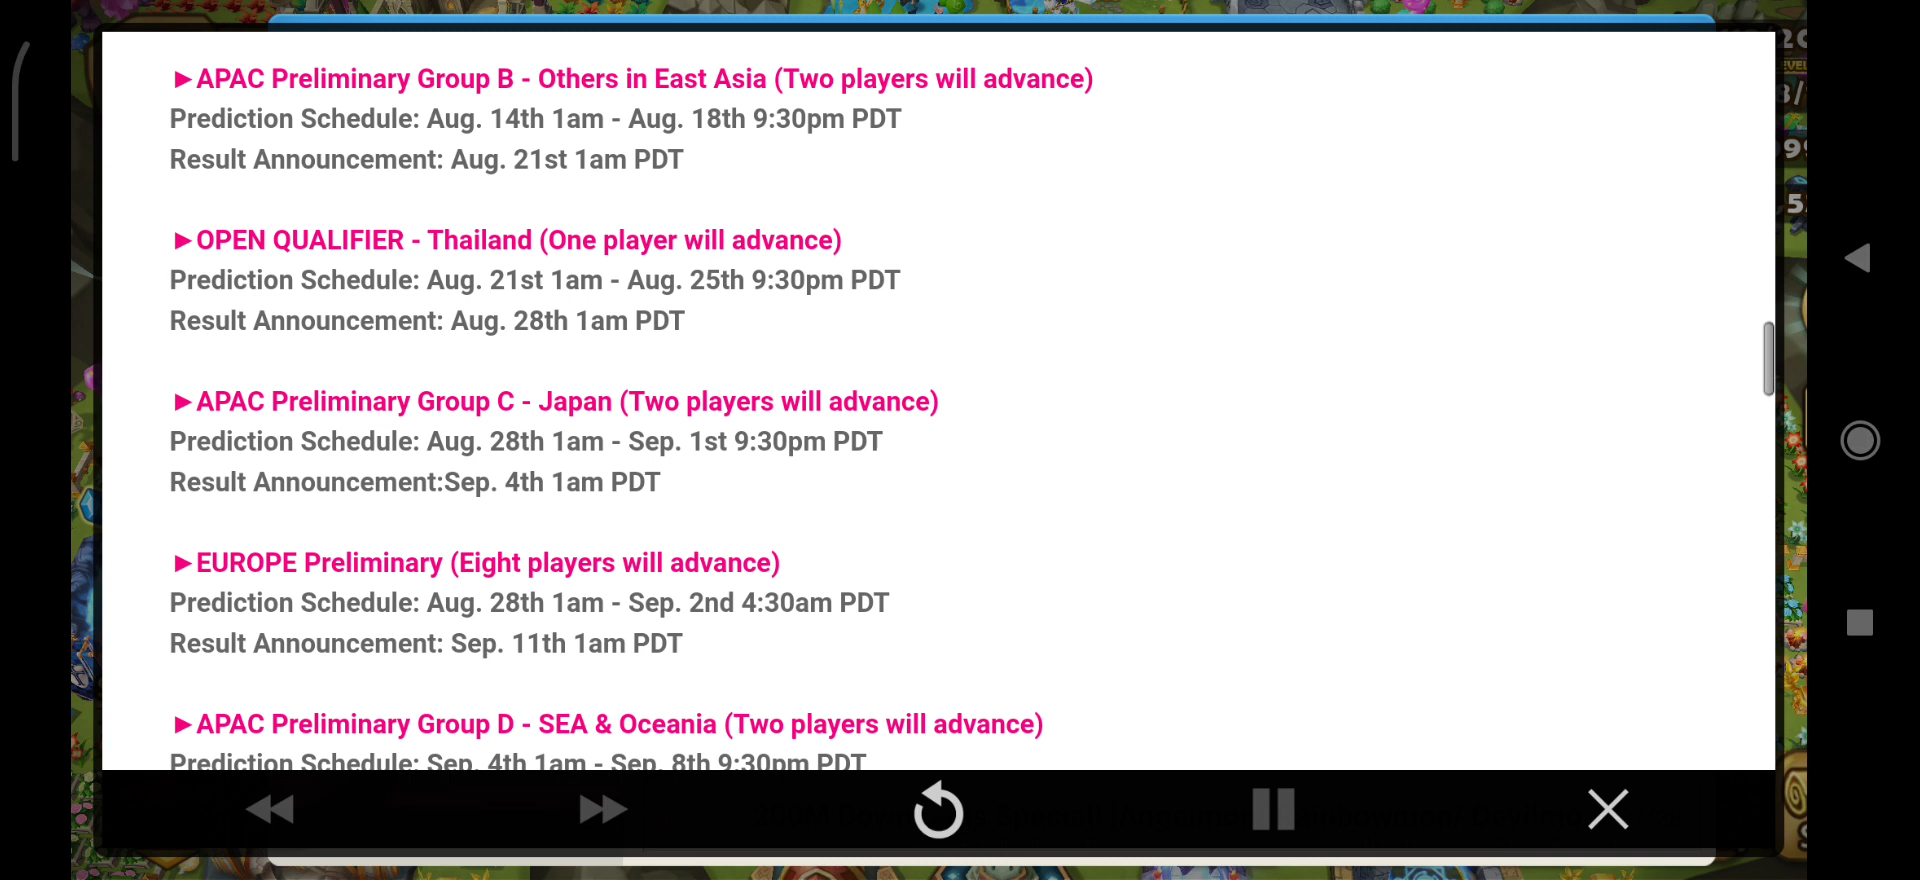 ►APAC Preliminary Group B - Others in East Asia (Two players will advance)
Prediction Schedule: Aug. 14th 1am - Aug. 18th 9:30pm PDT
Result Announcement: Aug. 21st 1am PDT
►OPEN QUALIFIER - Thailand (One player will advance)
Prediction Schedule: Aug. 21st 1am - Aug. 25th 9:30pm PDT
Result Announcement: Aug. 28th 1am PDT
►APAC Preliminary Group C - Japan (Two players will advance)
Prediction Schedule: Aug. 28th 1am - Sep. 1st 9:30pm PDT
Result Announcement:Sep. 4th 1am PDT
►EUROPE Preliminary (Eight players will advance)
Prediction Schedule: Aug. 28th 1am - Sep. 2nd 4:30am PDT
Result Announcement: Sep. 11th 1am PDT
►APAC Preliminary Group D - SEA & Oceania (Two players will advance)
Prediction Schedule: Sep. 4th 1am - Sep. 8th 9:30pm PDT